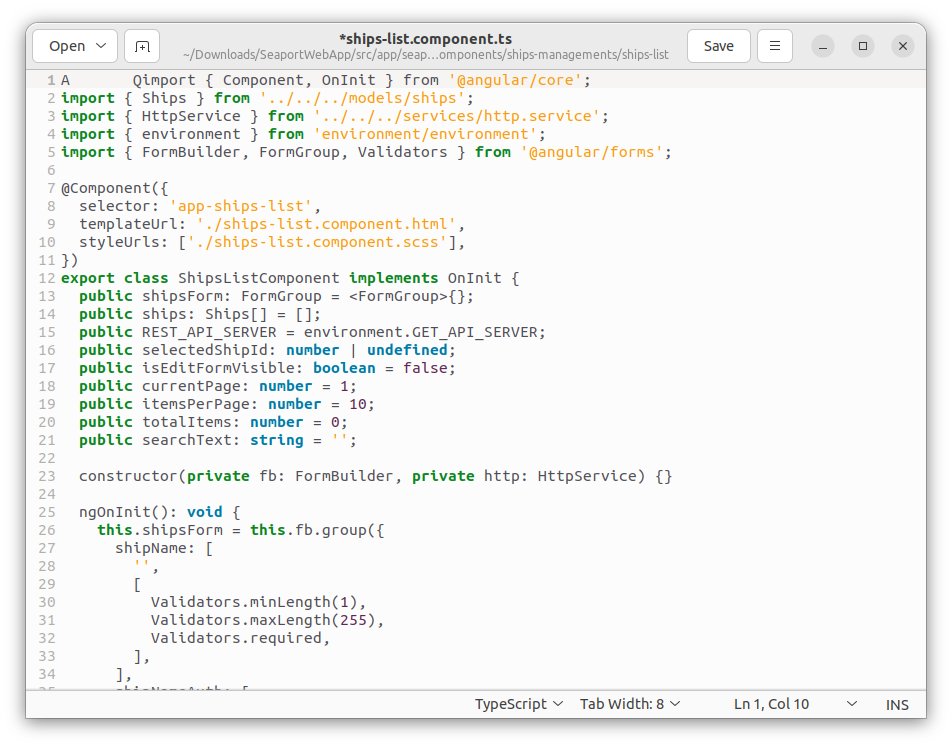 Open
*ships-list.component.ts
~/Downloads/SeaportWebApp/src/app/seap…omponents/ships-managements/ships-list
Save
1 A       Qimport { Component, OnInit } from '@angular/core';
2 import { Ships } from '../../../models/ships';
3 import { HttpService } from '../../../services/http.service';
4 import { environment } from 'environment/environment';
5 import { FormBuilder, FormGroup, Validators } from '@angular/forms';
6
7 @Component({
8   selector: 'app-ships-list',
9   templateUrl: './ships-list.component.html',
10   styleUrls: ['./ships-list.component.scss'],
11 })
12 export class ShipsListComponent implements OnInit {
13   public shipsForm: FormGroup = <FormGroup>{};
14   public ships: Ships[] = [];
15   public REST_API_SERVER = environment.GET_API_SERVER;
16   public selectedShipId: number | undefined;
17   public isEditFormVisible: boolean = false;
18   public currentPage: number = 1;
19   public itemsPerPage: number = 10;
20   public totalItems: number = 0;
21   public searchText: string = '';
22
23   constructor(private fb: FormBuilder, private http: HttpService) {}
24
25   ngOnInit(): void {
26     this.shipsForm = this.fb.group({
27       shipName: [
28         '',
29         [
30           Validators.minLength(1),
31           Validators.maxLength(255),
32           Validators.required,
33         ],
34       ],
TypeScript
Tab Width: 8
Ln 1, Col 10
INS